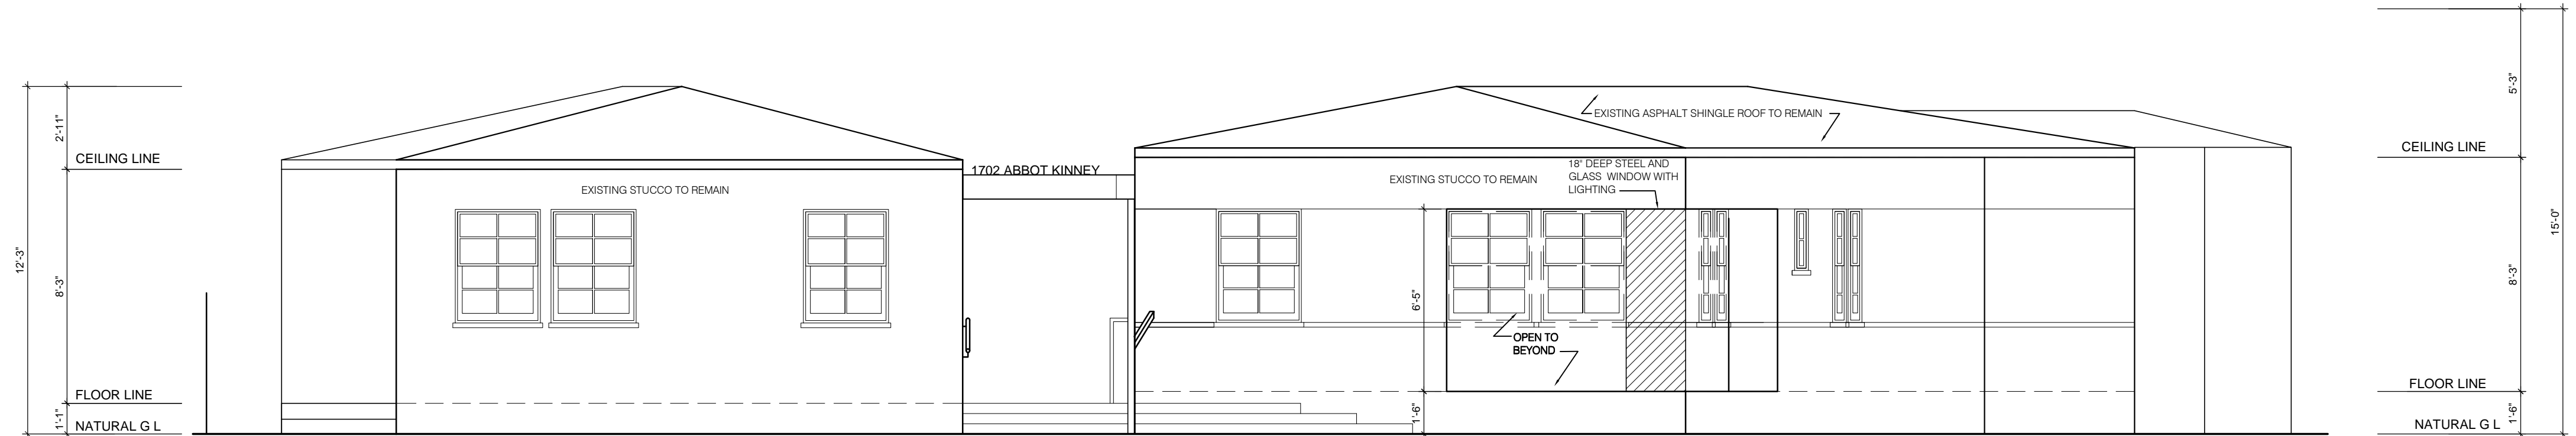 12'-3"
2'-11"
8'-3"
1'-1"
CEILING LINE
FLOOR LINE
NATURAL G L
EXISTING STUCCO TO REMAIN
1702 ABBOT KINNEY
EXISTING ASPHALT SHINGLE ROOF TO REMAIN
EXISTING STUCCO TO REMAIN
18" DEEP STEEL AND
GLASS WINDOW WITH
LIGHTING
6'-5"
1'-6"
OPEN TO
BEYOND
CEILING LINE
FLOOR LINE
NATURAL G L
5'-3"
8'-3"
1'-6"
15'-0"